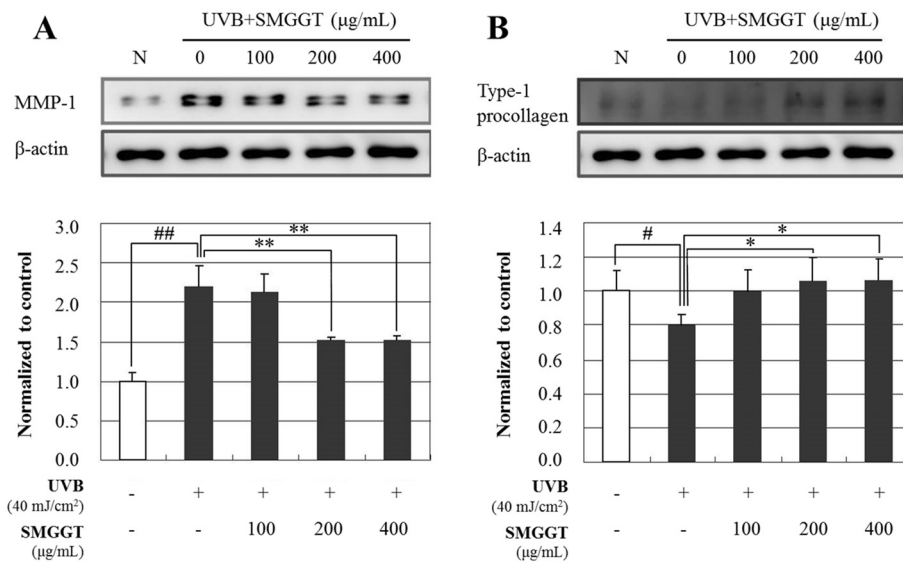 A
UVB+SMGGT (μg/mL)
N 0 100 200 400
MMP-1
β-actin
Normalized to control
3.0
2.5
2.0
1.5
1.0
0.5
0.0
##
**
**
UVB - + + + +
(40 mJ/cm²)
SMGGT - - 100 200 400
(μg/mL)
B
UVB+SMGGT (μg/mL)
N 0 100 200 400
Type-1
procollagen
β-actin
Normalized to control
1.4
1.2
1.0
0.8
0.6
0.4
0.2
0.0
#
*
*
UVB - + + + +
(40 mJ/cm²)
SMGGT - - 100 200 400
(μg/mL)